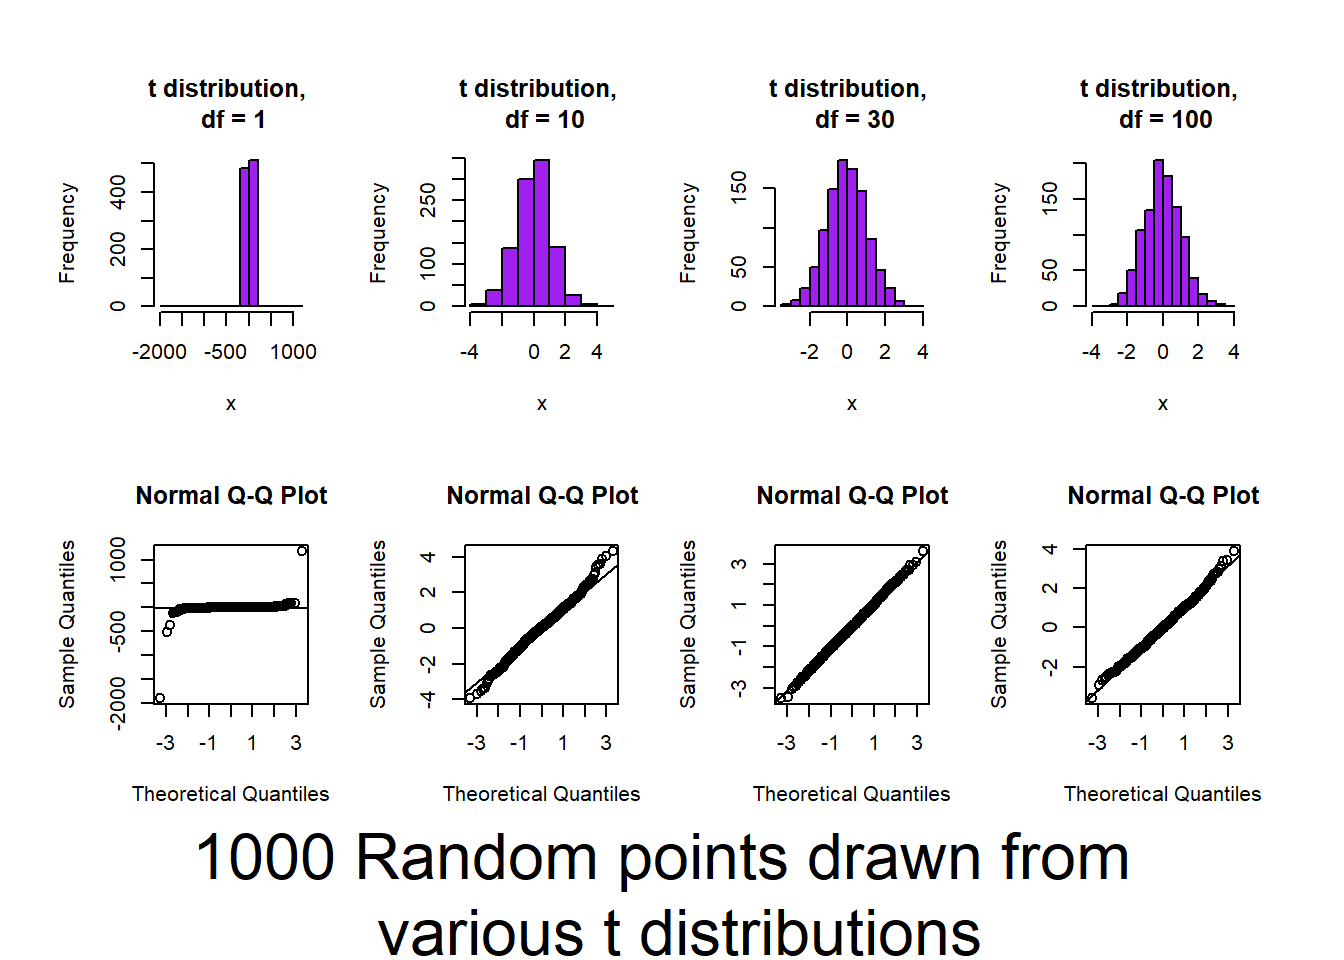 t distribution,
df = 1
t distribution,
df = 10
t distribution,
df = 30
t distribution,
df = 100
Frequency
0 200 400
-2000 -500 1000
x
Frequency
0 100 250
-4 0 2 4
x
Frequency
0 50 150
-2 0 2 4
x
Frequency
0 50 150
-4 -2 0 2 4
x
Normal Q-Q Plot
Normal Q-Q Plot
Normal Q-Q Plot
Normal Q-Q Plot
Sample Quantiles
-2000 -500 1000
-3 -1 1 3
Theoretical Quantiles
Sample Quantiles
-4 -2 0 2 4
-3 -1 1 3
Theoretical Quantiles
Sample Quantiles
-3 -1 1 3
-3 -1 1 3
Theoretical Quantiles
Sample Quantiles
-2 0 2 4
-3 -1 1 3
Theoretical Quantiles
1000 Random points drawn from
various t distributions